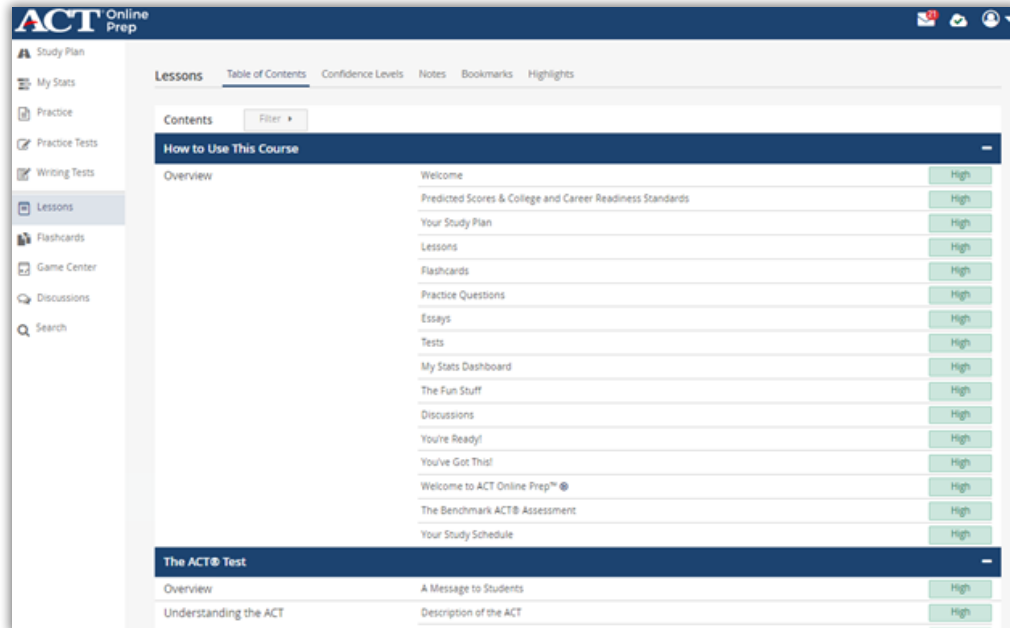 ACT Online Prep
21
Study Plan
My Stats
Practice
Practice Tests
Writing Tests
Lessons
Flashcards
Game Center
Discussions
Search
Lessons Table of Contents Confidence Levels Notes Bookmarks Highlights
Contents Filter
How to Use This Course
Overview Welcome High
Predicted Scores & College and Career Readiness Standards High
Your Study Plan High
Lessons High
Flashcards High
Practice Questions High
Essays High
Tests High
My Stats Dashboard High
The Fun Stuff High
Discussions High
You're Ready! High
You've Got This! High
Welcome to ACT Online Prep™ High
The Benchmark ACT® Assessment High
Your Study Schedule High
The ACT® Test
Overview A Message to Students High
Understanding the ACT Description of the ACT High